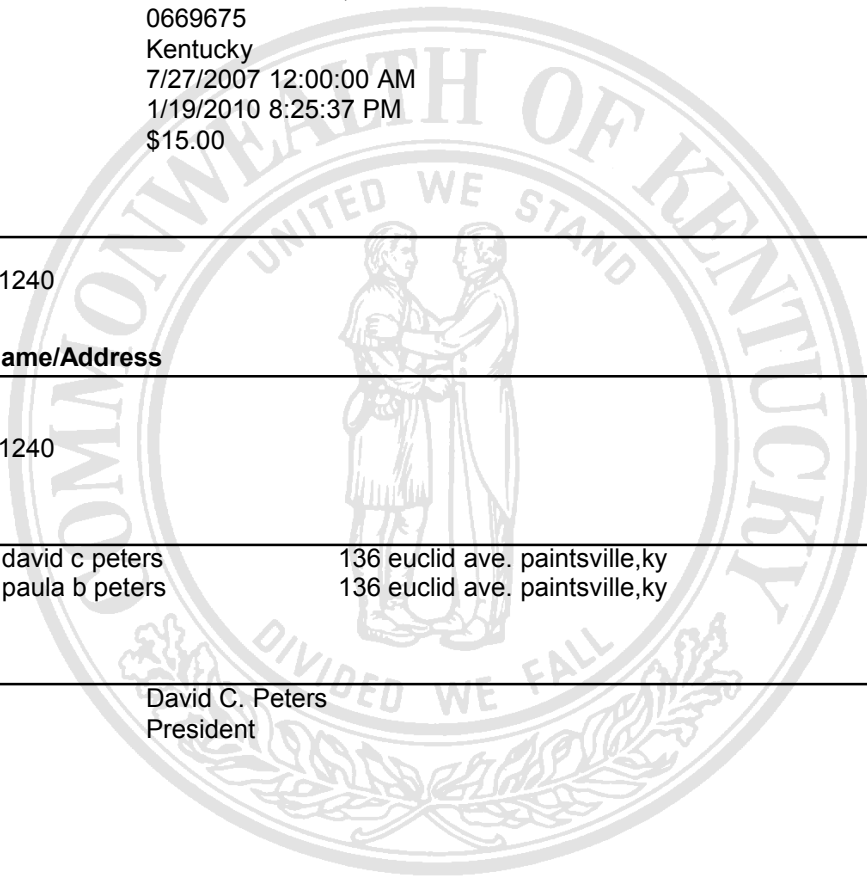 0669675
Kentucky
7/27/2007 12:00:00 AM
1/19/2010 8:25:37 PM
$15.00
COMMONWEALTH OF KENTUCKY
UNITED WE STAND
1240
ame/Address
1240
david c peters 136 euclid ave. paintsville,ky
paula b peters 136 euclid ave. paintsville,ky
DIVIDED WE FALL
David C. Peters
President